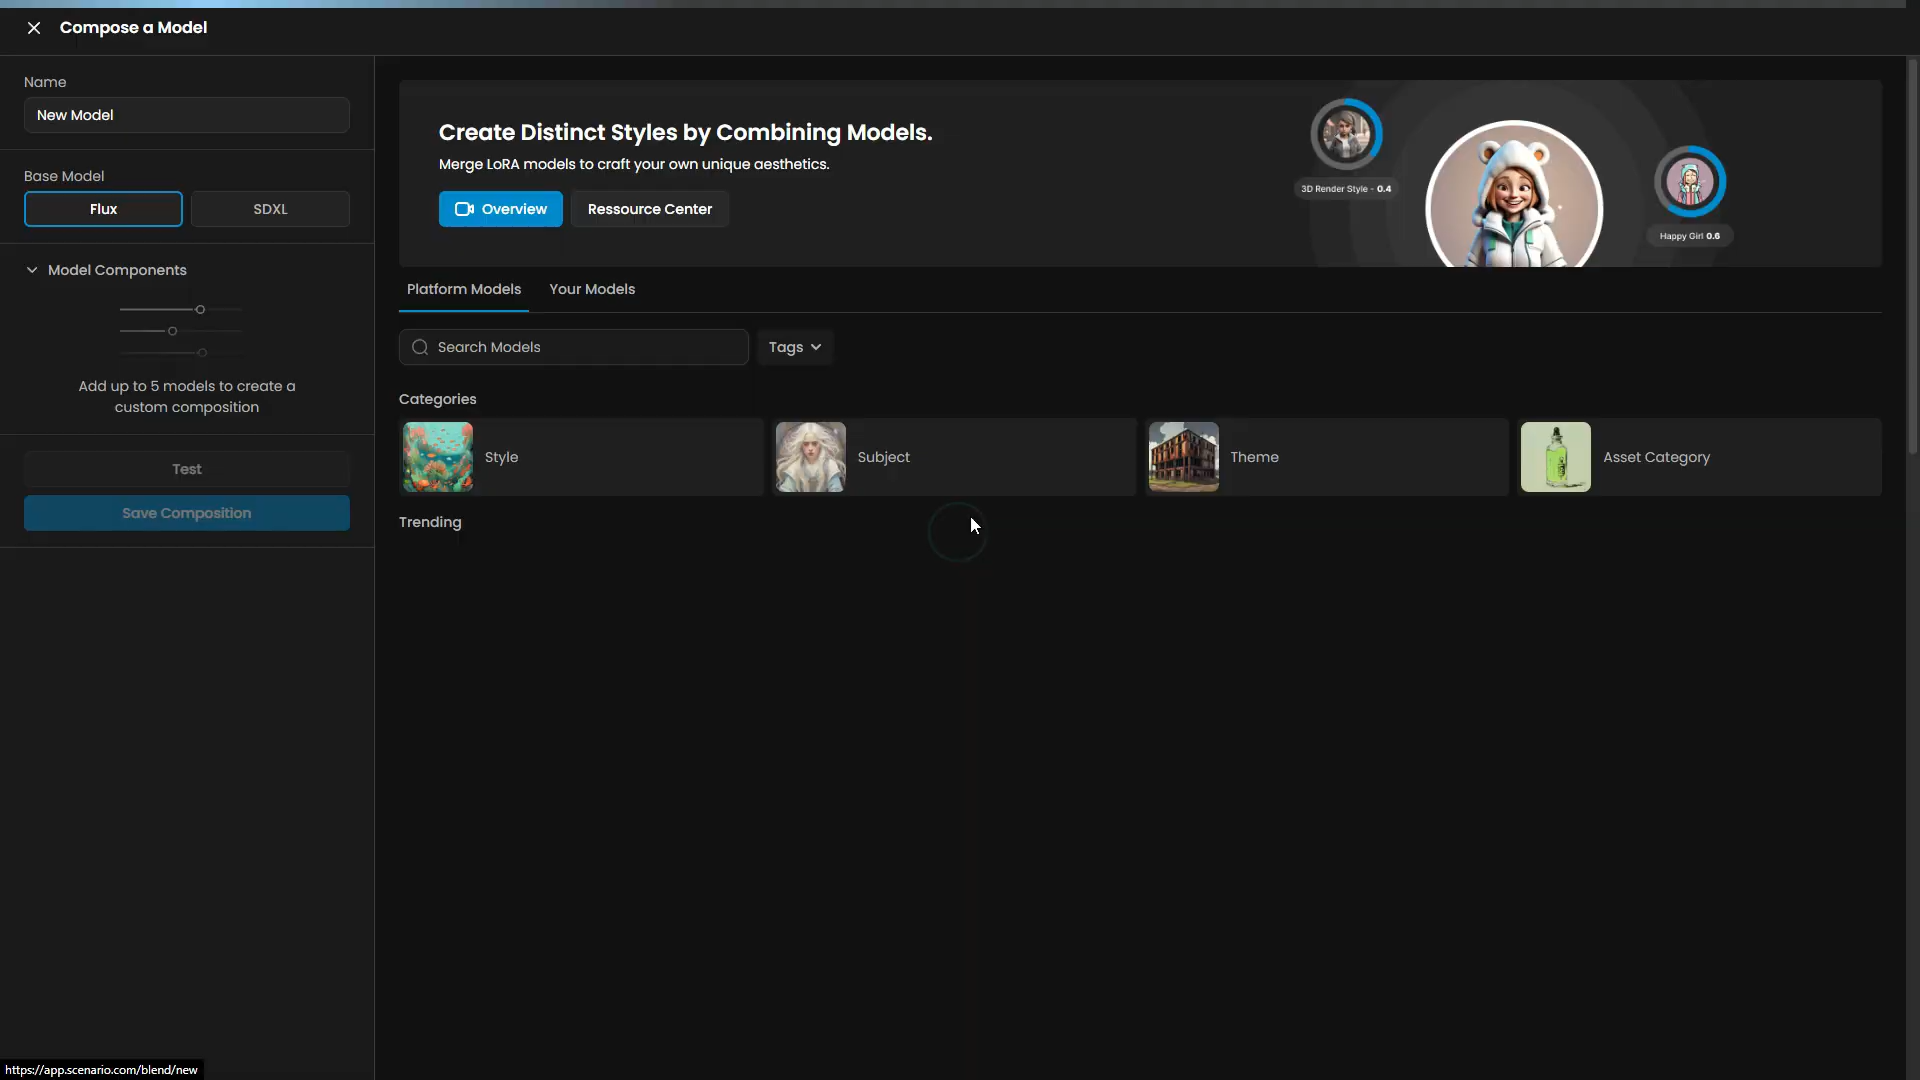 Compose a Model
Name
New Model
Base Model
Flux
SDXL
Model Components
Add up to 5 models to create a
custom composition
Test
Save Composition
Create Distinct Styles by Combining Models.
Merge LoRA models to craft your own unique aesthetics.
Overview
Ressource Center
3D Render Style - 0.4
Happy Girl 0.6
Platform Models
Your Models
Search Models
Tags
Categories
Style
Subject
Theme
Asset Category
Trending
https://app.scenario.com/blend/new